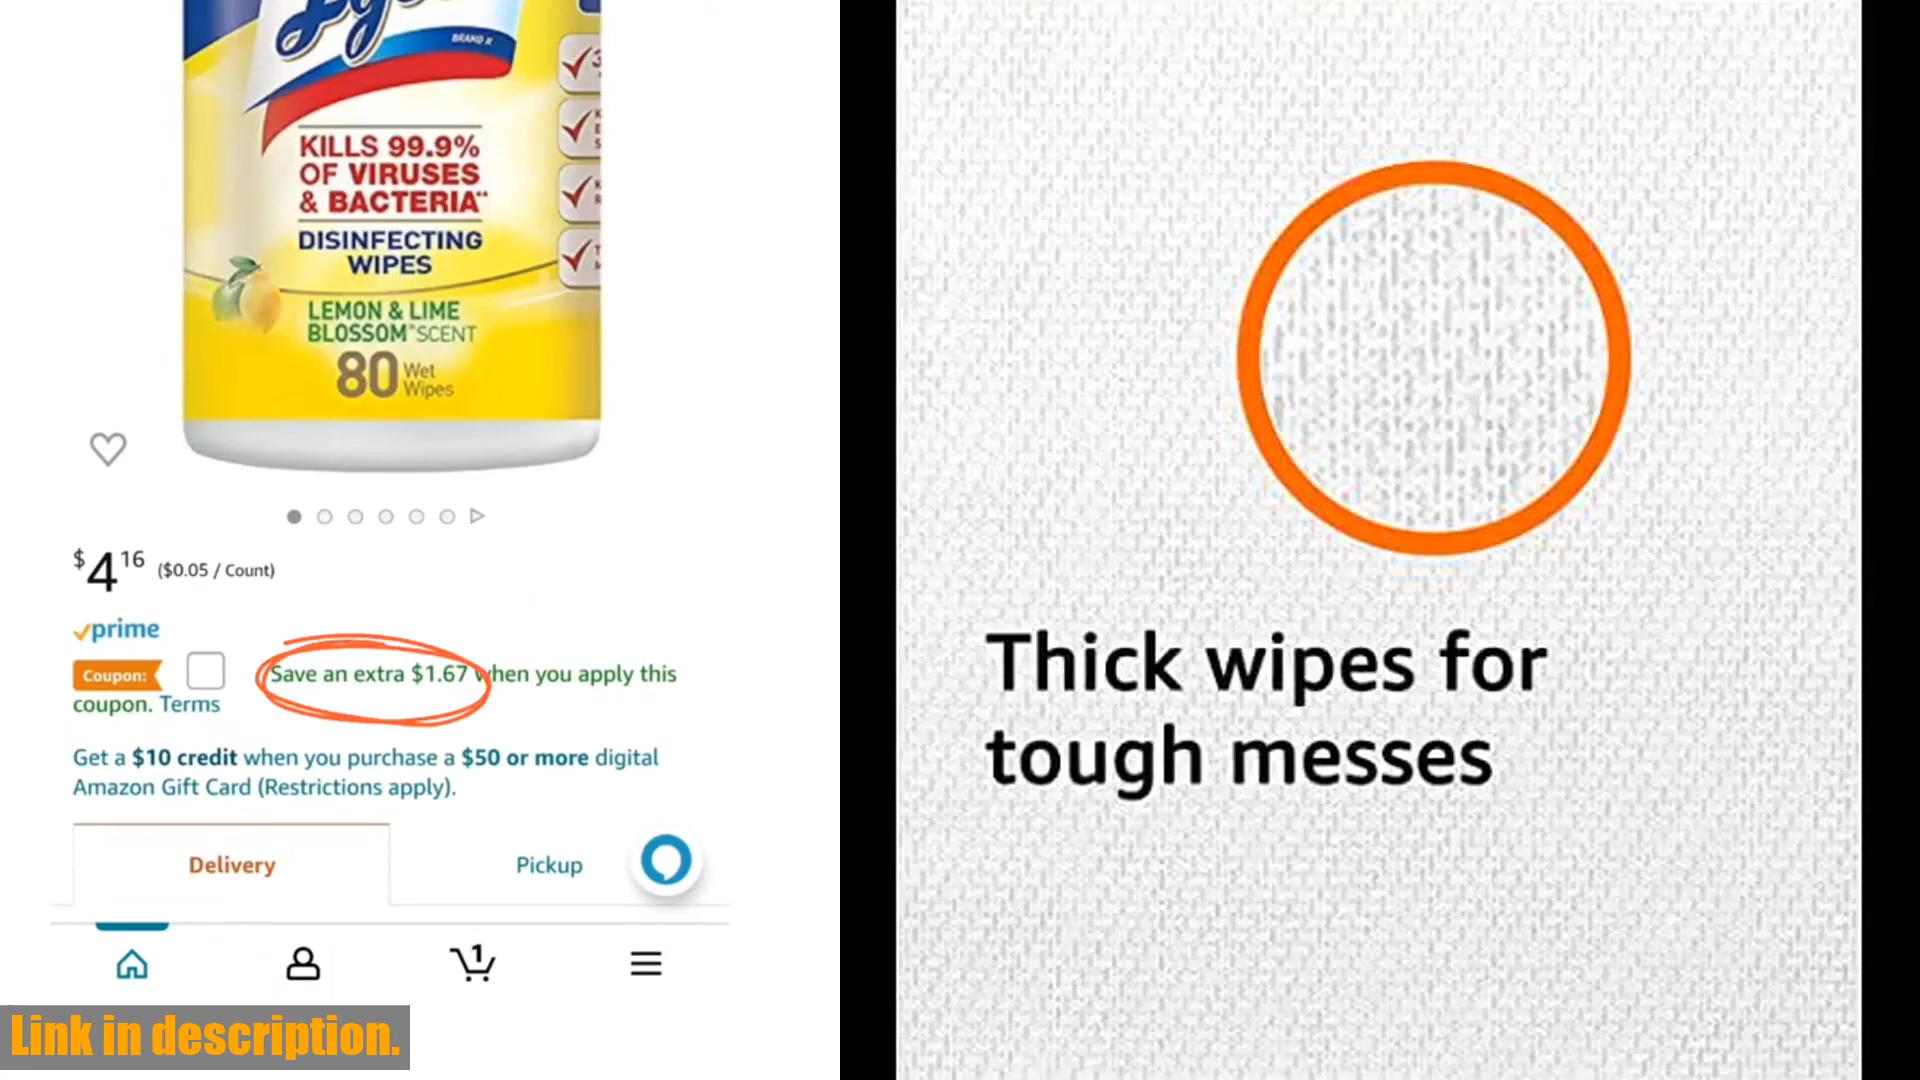 BRAND II
KILLS 99.9%
OF VIRUSES
& BACTERIA**
DISINFECTING
WIPES
LEMON & LIME
BLOSSOM® SCENT
80 Wet
Wipes
$4 16 ($0.05 / Count)
prime
Coupon: Save an extra $1.67 when you apply this
coupon. Terms
Get a $10 credit when you purchase a $50 or more digital
Amazon Gift Card (Restrictions apply).
Delivery
Pickup
1
Link in description.
Thick wipes for
tough messes